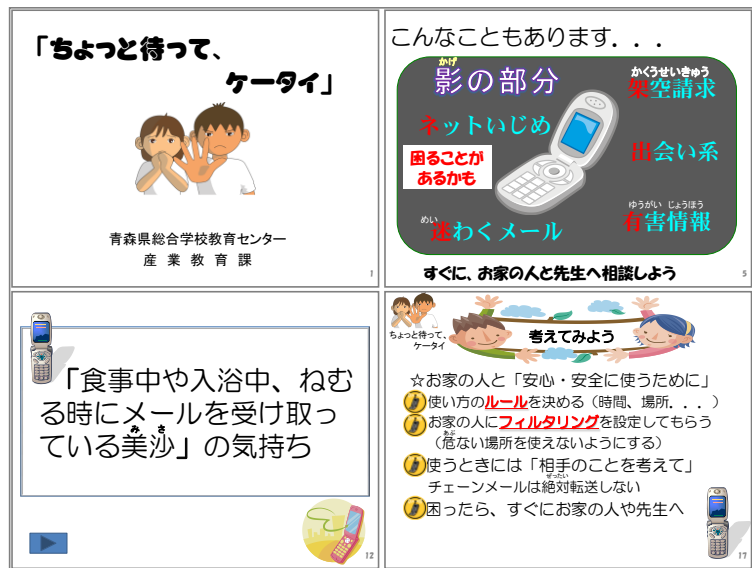 「ちょっと待って、
ケータイ」
青森県総合学校教育センター
産業教育課
1
こんなこともあります．．．
かげ
影の部分
かくうせいきゅう
架空請求
ネットいじめ
出会い系
困ることが
あるかも
ゆうがい じょうほう
有害情報
めい
迷わくメール
すぐに、お家の人と先生へ相談しよう
5
「食事中や入浴中、ねむ
る時にメールを受け取っ
みさ
ている美沙」の気持ち
12
ちょっと待って、
ケータイ
考えてみよう
☆お家の人と「安心・安全に使うために」
使い方のルールを決める（時間、場所．．．）
お家の人にフィルタリングを設定してもらう
あぶ
（危ない場所を使えないようにする）
使うときには「相手のことを考えて」
ぜったい
チェーンメールは絶対転送しない
困ったら、すぐにお家の人や先生へ
17